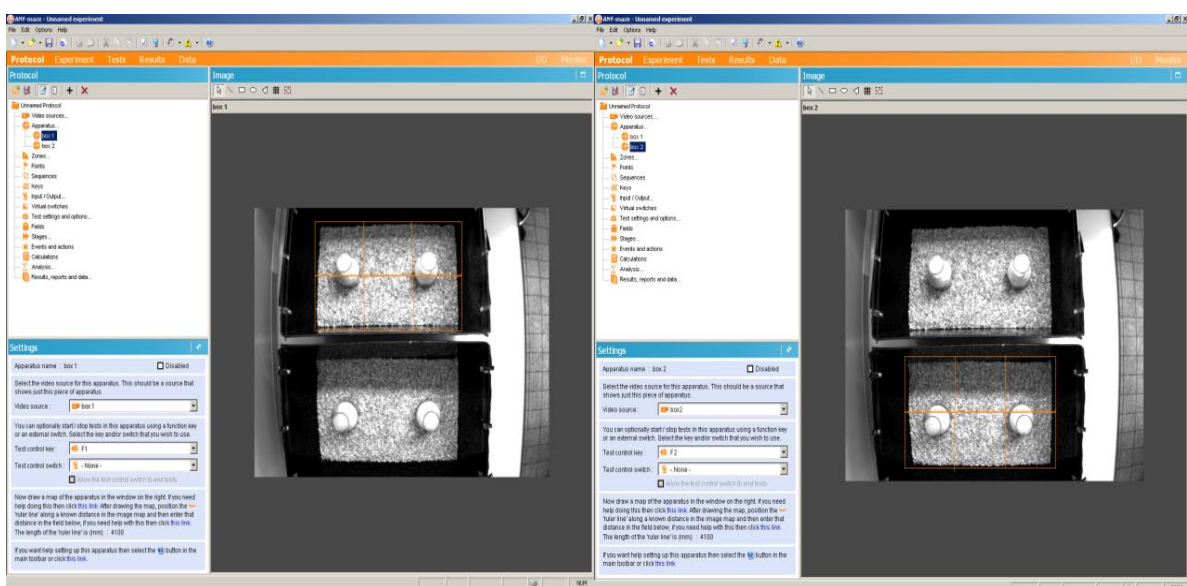 ANY-maze - Unnamed experiment
File Edit Options Help
Protocol Experiment Tests Results Data I/O Monitor
Protocol
Image
box 1
Unnamed Protocol
Video sources...
Apparatus...
box 1
box 2
Zones...
Points
Sequences
Keys
Input / Output...
Virtual switches
Test settings and options...
Fields
Stages...
Events and actions
Calculations
Analysis...
Results, reports and data...
Settings
Apparatus name : box 1 Disabled
Select the video source for this apparatus. This should be a source that
shows just this piece of apparatus.
Video source : box 1
You can optionally start / stop tests in this apparatus using a function key
or an external switch. Select the key and/or switch that you wish to use.
Test control key : F1
Test control switch : - None -
Allow the test control switch to end tests
Now draw a map of the apparatus in the window on the right. If you need
help doing this then click this link. After drawing the map, position the
'ruler line' along a known distance in the image map and then enter that
distance in the field below, if you need help with this then click this link.
The length of the 'ruler line' is (mm) : 4100
If you want help setting up this apparatus then select the button in the
main toolbar or click this link.
NUM
ANY-maze - Unnamed experiment
File Edit Options Help
Protocol Experiment Tests Results Data I/O Monitor
Protocol
Image
box 2
Unnamed Protocol
Video sources...
Apparatus...
box 1
box 2
Zones...
Points
Sequences
Keys
Input / Output...
Virtual switches
Test settings and options...
Fields
Stages...
Events and actions
Calculations
Analysis...
Results, reports and data...
Settings
Apparatus name : box 2 Disabled
Select the video source for this apparatus. This should be a source that
shows just this piece of apparatus.
Video source : box2
You can optionally start / stop tests in this apparatus using a function key
or an external switch. Select the key and/or switch that you wish to use.
Test control key : F2
Test control switch : - None -
Allow the test control switch to end tests
Now draw a map of the apparatus in the window on the right. If you need
help doing this then click this link. After drawing the map, position the
'ruler line' along a known distance in the image map and then enter that
distance in the field below, if you need help with this then click this link.
The length of the 'ruler line' is (mm) : 4100
If you want help setting up this apparatus then select the button in the
main toolbar or click this link.